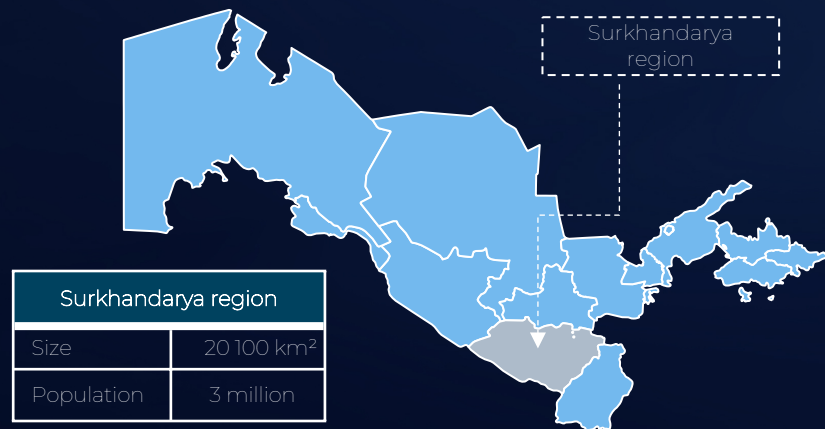 Surkhandarya
region
Surkhandarya region
Size 20 100 km²
Population 3 million